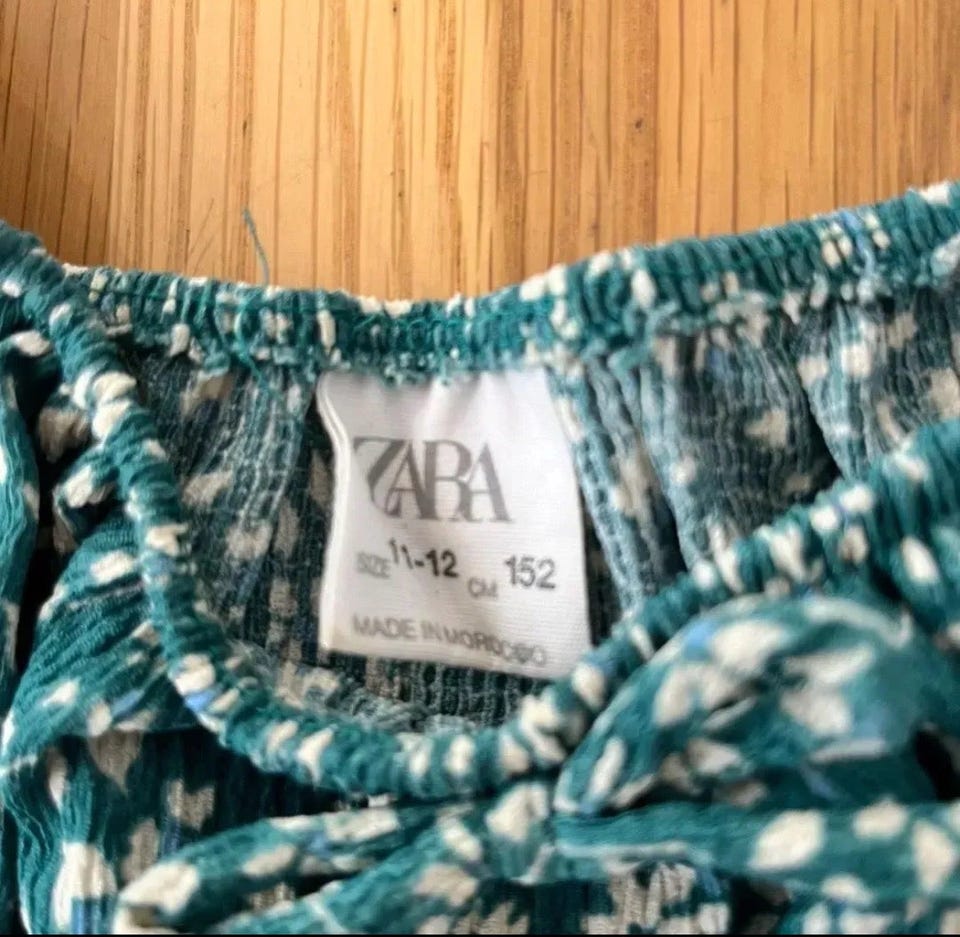 ZARA
SIZE 11-12 CM 152
MADE IN MOROCCO